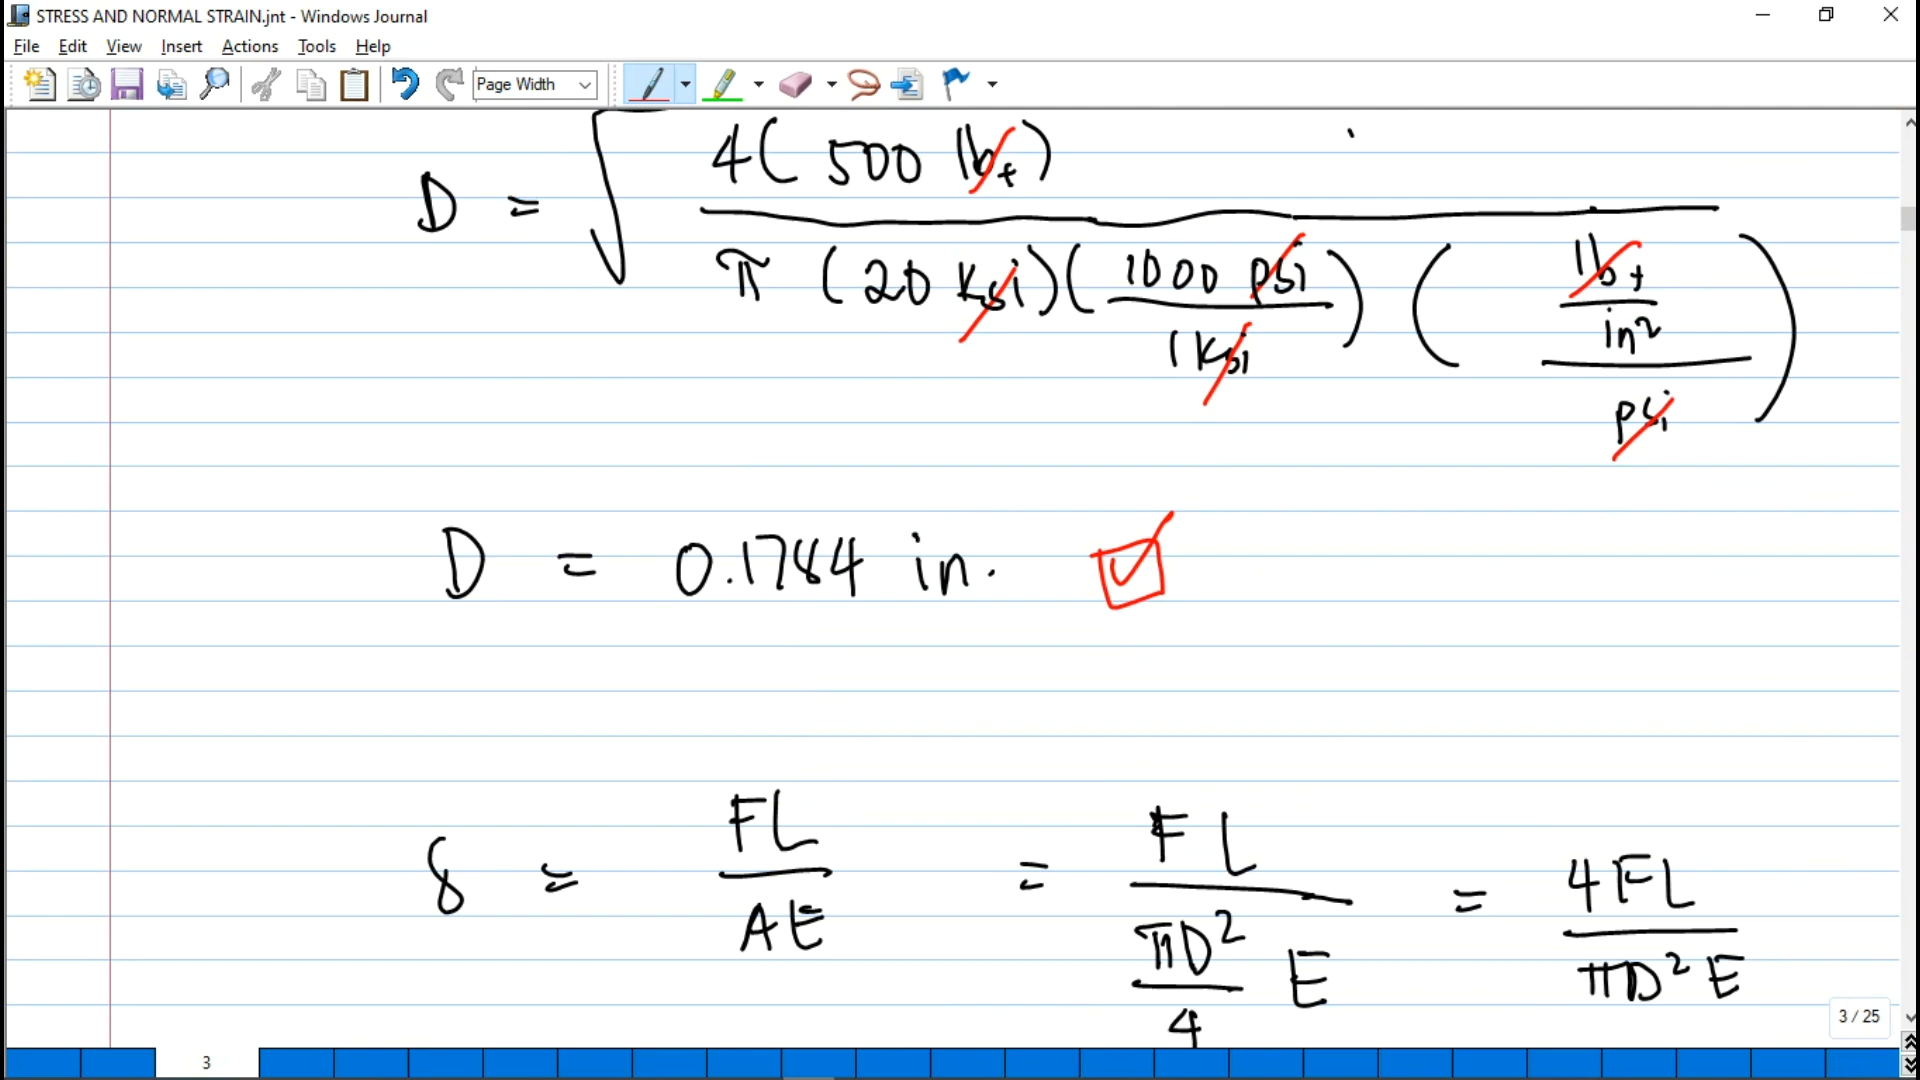 STRESS AND NORMAL STRAIN.jnt - Windows Journal
File Edit View Insert Actions Tools Help
Page Width
D = √ 4( 500 lbf )
π ( 20 ksi )( 1000 psi / 1 ksi ) ( lbf / in² / psi )
D = 0.1784 in.
δ = FL / AE = FL / πD²/4 E = 4FL / πD²E
3 / 25
3